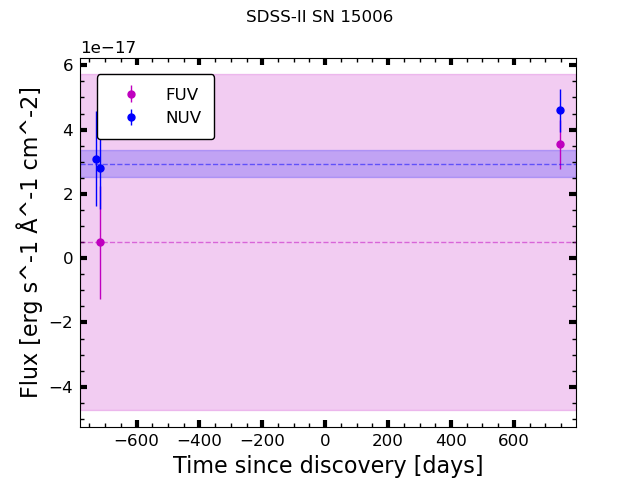 SDSS-II SN 15006
1e−17
FUV
NUV
6
4
2
0
−2
−4
Flux [erg s^-1 Å^-1 cm^-2]
−600 −400 −200 0 200 400 600
Time since discovery [days]